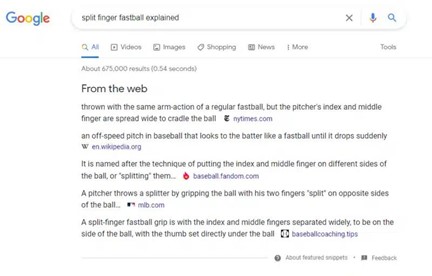 Google
split finger fastball explained
All
Videos
Images
Shopping
News
More
Tools
About 675,000 results (0.54 seconds)
From the web
thrown with the same arm-action of a regular fastball, but the pitcher's index and middle
finger are spread wide to cradle the ball nytimes.com
an off-speed pitch in baseball that looks to the batter like a fastball until it drops suddenly
W en.wikipedia.org
It is named after the technique of putting the index and middle finger on different sides of
the ball, or "splitting" them... baseball.fandom.com
A pitcher throws a splitter by gripping the ball with his two fingers "split" on opposite sides
of the ball... mlb.com
A split-finger fastball grip is with the index and middle fingers separated widely, to be on the
side of the ball, with the thumb set directly under the ball baseballcoaching.tips
About featured snippets
Feedback